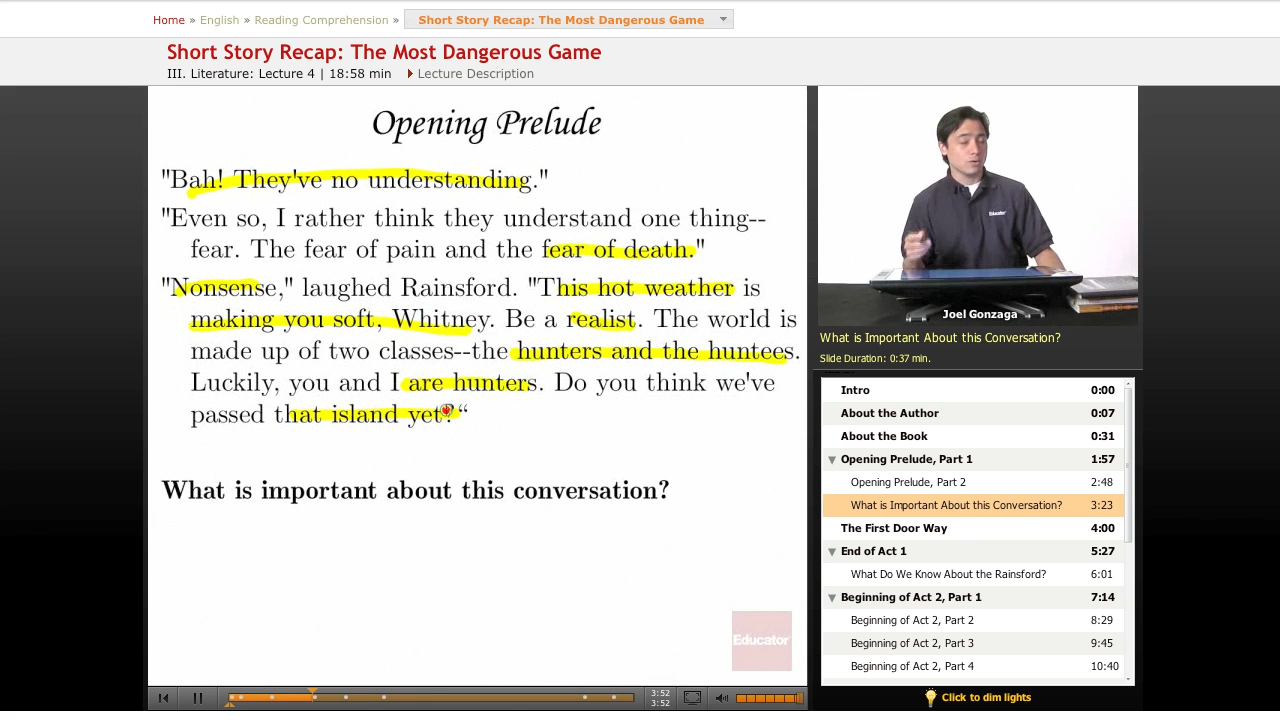 Home » English » Reading Comprehension » Short Story Recap: The Most Dangerous Game
Short Story Recap: The Most Dangerous Game
III. Literature: Lecture 4 | 18:58 min Lecture Description
Opening Prelude
"Bah! They've no understanding."
"Even so, I rather think they understand one thing--
fear. The fear of pain and the fear of death."
"Nonsense," laughed Rainsford. "This hot weather is
making you soft, Whitney. Be a realist. The world is
made up of two classes--the hunters and the huntees.
Luckily, you and I are hunters. Do you think we've
passed that island yet?“
What is important about this conversation?
Educator
3:52
3:52
Educator
Joel Gonzaga
What is Important About this Conversation?
Slide Duration: 0:37 min.
Intro 0:00
About the Author 0:07
About the Book 0:31
Opening Prelude, Part 1 1:57
Opening Prelude, Part 2 2:48
What is Important About this Conversation? 3:23
The First Door Way 4:00
End of Act 1 5:27
What Do We Know About the Rainsford? 6:01
Beginning of Act 2, Part 1 7:14
Beginning of Act 2, Part 2 8:29
Beginning of Act 2, Part 3 9:45
Beginning of Act 2, Part 4 10:40
Click to dim lights